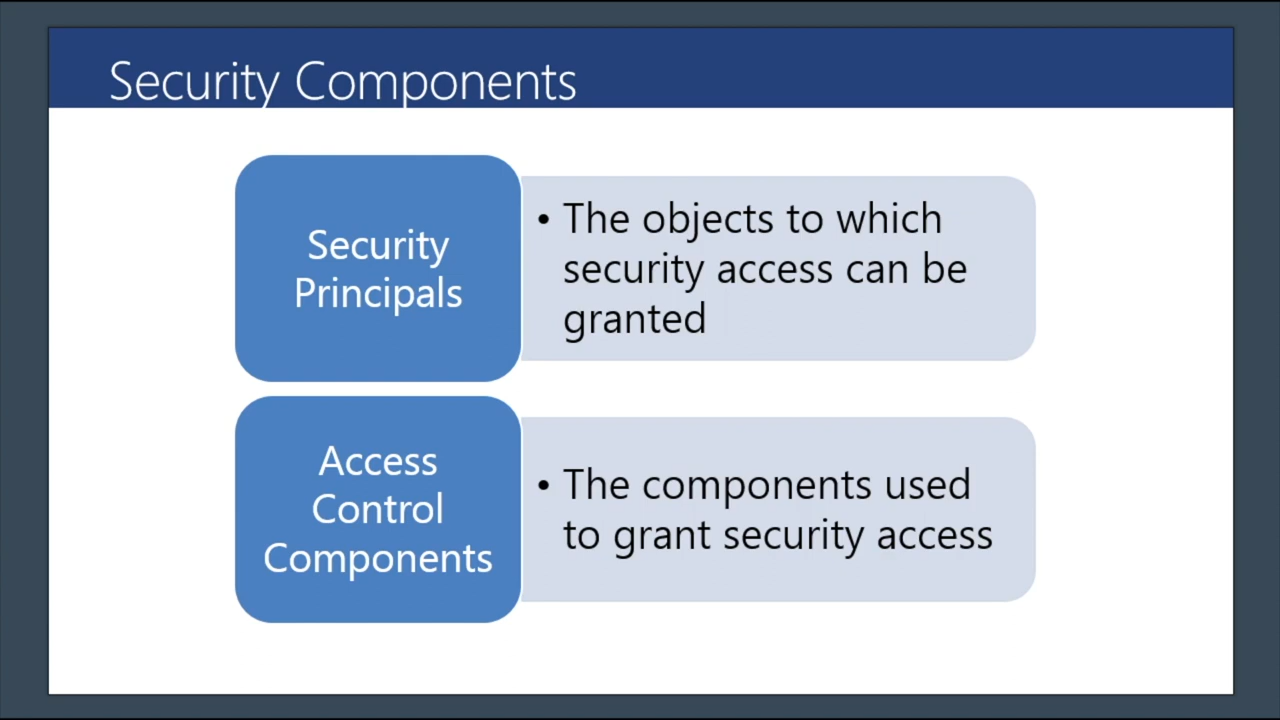 Security Components
Security
Principals
• The objects to which
security access can be
granted
Access
Control
Components
• The components used
to grant security access